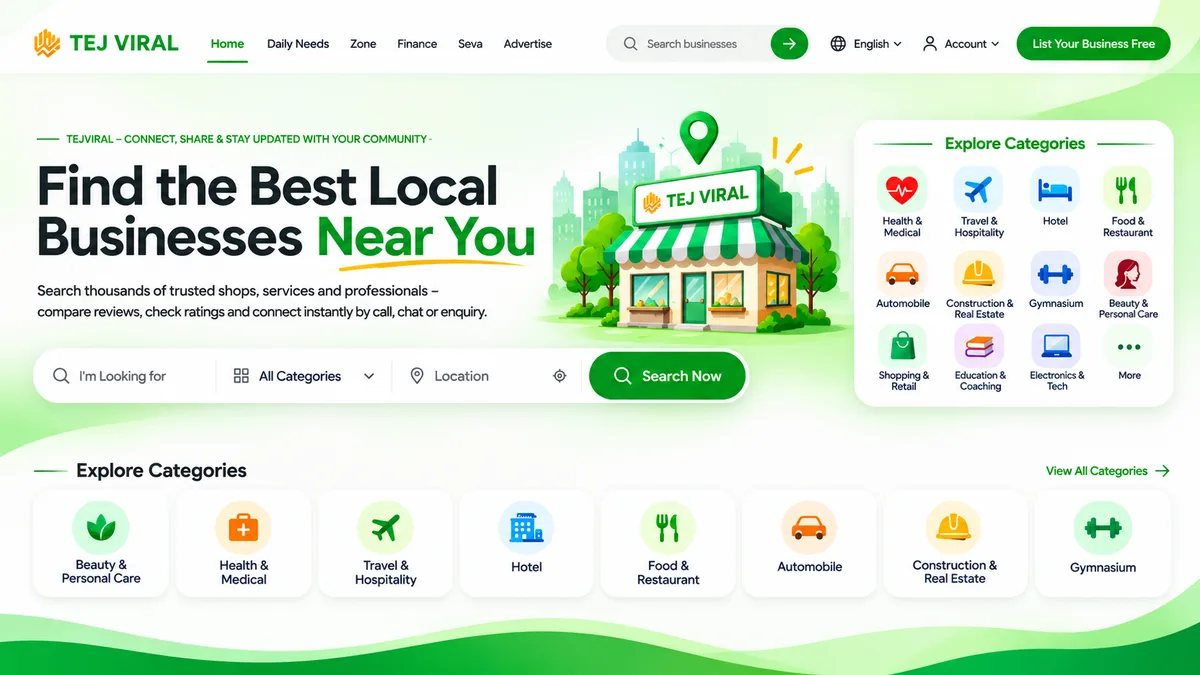 TEJ VIRAL
Home
Daily Needs
Zone
Finance
Seva
Advertise
Search businesses
English
Account
List Your Business Free
TEJVIRAL – CONNECT, SHARE & STAY UPDATED WITH YOUR COMMUNITY -
Find the Best Local
Businesses Near You
Search thousands of trusted shops, services and professionals –
compare reviews, check ratings and connect instantly by call, chat or enquiry.
I'm Looking for
All Categories
Location
Search Now
TEJ VIRAL
Explore Categories
Health &
Medical
Travel &
Hospitality
Hotel
Food &
Restaurant
Automobile
Construction &
Real Estate
Gymnasium
Beauty &
Personal Care
Shopping &
Retail
Education &
Coaching
Electronics &
Tech
More
Explore Categories
View All Categories
Beauty &
Personal Care
Health &
Medical
Travel &
Hospitality
Hotel
Food &
Restaurant
Automobile
Construction &
Real Estate
Gymnasium